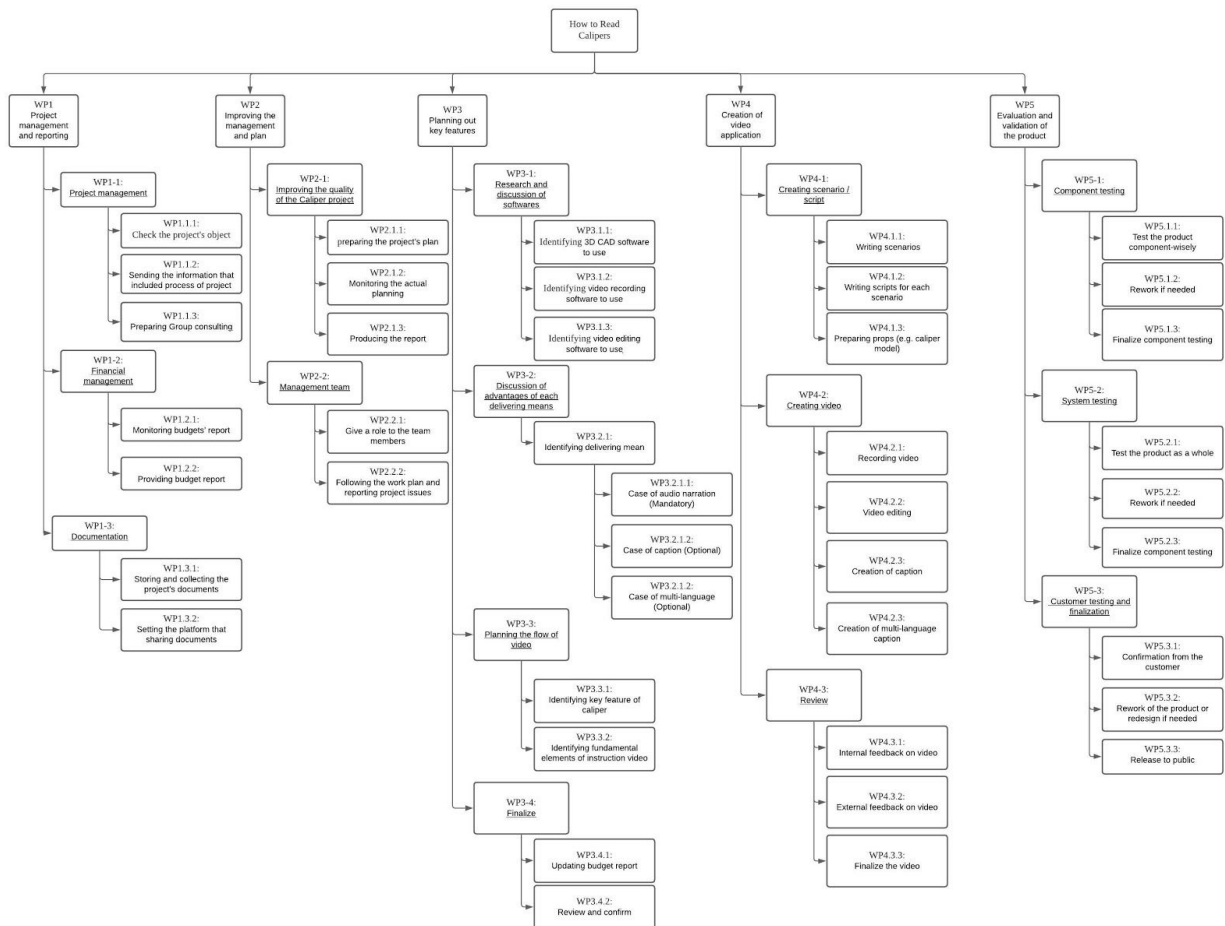 How to Read
Calipers
WP1
Project
management
and reporting
WP1-1:
Project management
WP1.1.1:
Check the project's object
WP1.1.2:
Sending the information that
included process of project
WP1.1.3:
Preparing Group consulting
WP1-2:
Financial
management
WP1.2.1:
Monitoring budgets' report
WP1.2.2:
Providing budget report
WP1-3:
Documentation
WP1.3.1:
Storing and collecting the
project's documents
WP1.3.2:
Setting the platform that
sharing documents
WP2
Improving the
management
and plan
WP2-1:
Improving the quality
of the Caliper project
WP2.1.1:
preparing the project's plan
WP2.1.2:
Monitoring the actual
planning
WP2.1.3:
Producing the report
WP2-2:
Management team
WP2.2.1:
Give a role to the team
members
WP2.2.2:
Following the work plan and
reporting project issues
WP3
Planning out
key features
WP3-1:
Research and
discussion of
softwares
WP3.1.1:
Identifying 3D CAD software
to use
WP3.1.2:
Identifying video recording
software to use
WP3.1.3:
Identifying video editing
software to use
WP3-2:
Discussion of
advantages of each
delivering means
WP3.2.1:
Identifying delivering mean
WP3.2.1.1:
Case of audio narration
(Mandatory)
WP3.2.1.2:
Case of caption (Optional)
WP3.2.1.2:
Case of multi-language
(Optional)
WP3-3:
Planning the flow of
video
WP3.3.1:
Identifying key feature of
caliper
WP3.3.2:
Identifying fundamental
elements of instruction video
WP3-4:
Finalize
WP3.4.1:
Updating budget report
WP3.4.2:
Review and confirm
WP4
Creation of
video
application
WP4-1:
Creating scenario /
script
WP4.1.1:
Writing scenarios
WP4.1.2:
Writing scripts for each
scenario
WP4.1.3:
Preparing props (e.g. caliper
model)
WP4-2:
Creating video
WP4.2.1:
Recording video
WP4.2.2:
Video editing
WP4.2.3:
Creation of caption
WP4.2.3:
Creation of multi-language
caption
WP4-3:
Review
WP4.3.1:
Internal feedback on video
WP4.3.2:
External feedback on video
WP4.3.3:
Finalize the video
WP5
Evaluation and
validation of
the product
WP5-1:
Component testing
WP5.1.1:
Test the product
component-wisely
WP5.1.2:
Rework if needed
WP5.1.3:
Finalize component testing
WP5-2:
System testing
WP5.2.1:
Test the product as a whole
WP5.2.2:
Rework if needed
WP5.2.3:
Finalize component testing
WP5-3:
Customer testing and
finalization
WP5.3.1:
Confirmation from the
customer
WP5.3.2:
Rework of the product or
redesign if needed
WP5.3.3:
Release to public